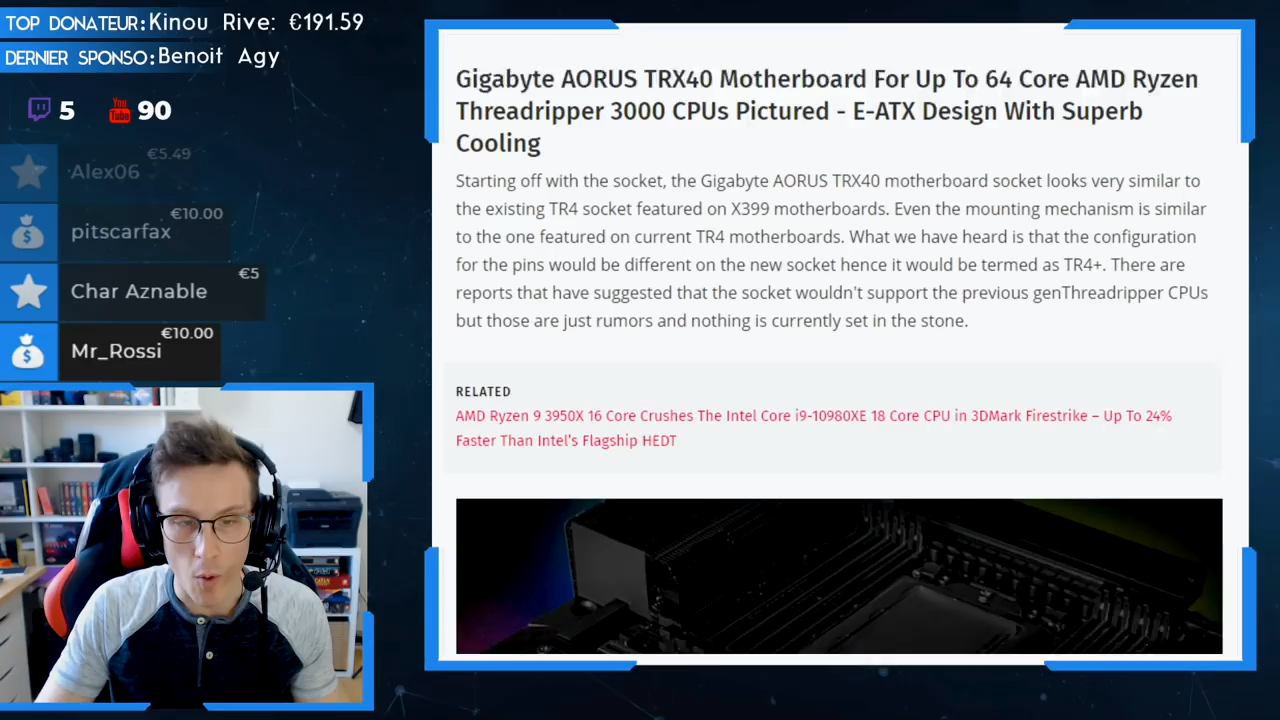 TOP DONATEUR:Kinou Rive: €191.59
DERNIER SPONSO:Benoit Agy
5
You Tube 90
€5.49
Alex06
€10.00
pitscarfax
€5
Char Aznable
€10.00
Mr_Rossi
Gigabyte AORUS TRX40 Motherboard For Up To 64 Core AMD Ryzen
Threadripper 3000 CPUs Pictured - E-ATX Design With Superb
Cooling
Starting off with the socket, the Gigabyte AORUS TRX40 motherboard socket looks very similar to
the existing TR4 socket featured on X399 motherboards. Even the mounting mechanism is similar
to the one featured on current TR4 motherboards. What we have heard is that the configuration
for the pins would be different on the new socket hence it would be termed as TR4+. There are
reports that have suggested that the socket wouldn't support the previous genThreadripper CPUs
but those are just rumors and nothing is currently set in the stone.
RELATED
AMD Ryzen 9 3950X 16 Core Crushes The Intel Core i9-10980XE 18 Core CPU in 3DMark Firestrike – Up To 24%
Faster Than Intel's Flagship HEDT